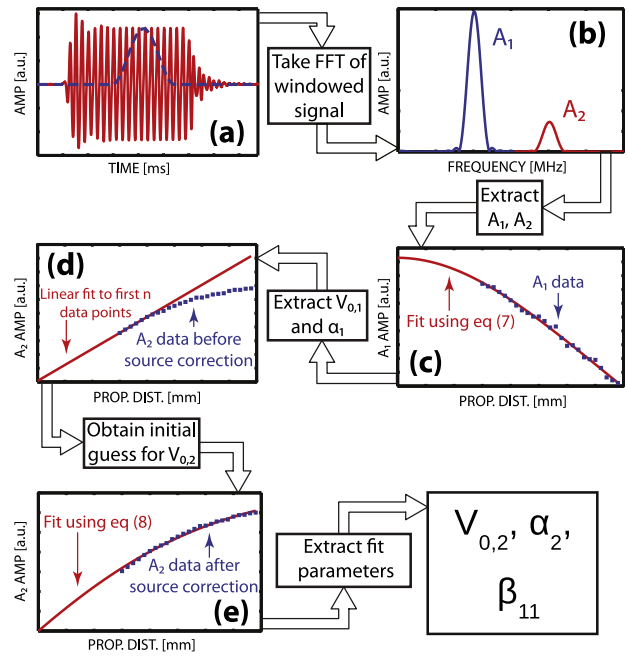 AMP [a.u.]
(a)
TIME [ms]
Take FFT of
windowed
signal
AMP [a.u.]
A1
A2
(b)
FREQUENCY [MHz]
Extract
A1, A2
A2 AMP [a.u.]
(d)
Linear fit to first n
data points
A2 data before
source correction
PROP. DIST. [mm]
Extract V0,1
and α1
A1 AMP [a.u.]
A1 data
Fit using eq (7)
(c)
PROP. DIST. [mm]
Obtain initial
guess for V0,2
A2 AMP [a.u.]
Fit using eq (8)
A2 data after
source correction
(e)
PROP. DIST. [mm]
Extract fit
parameters
V0,2, α2,
β11